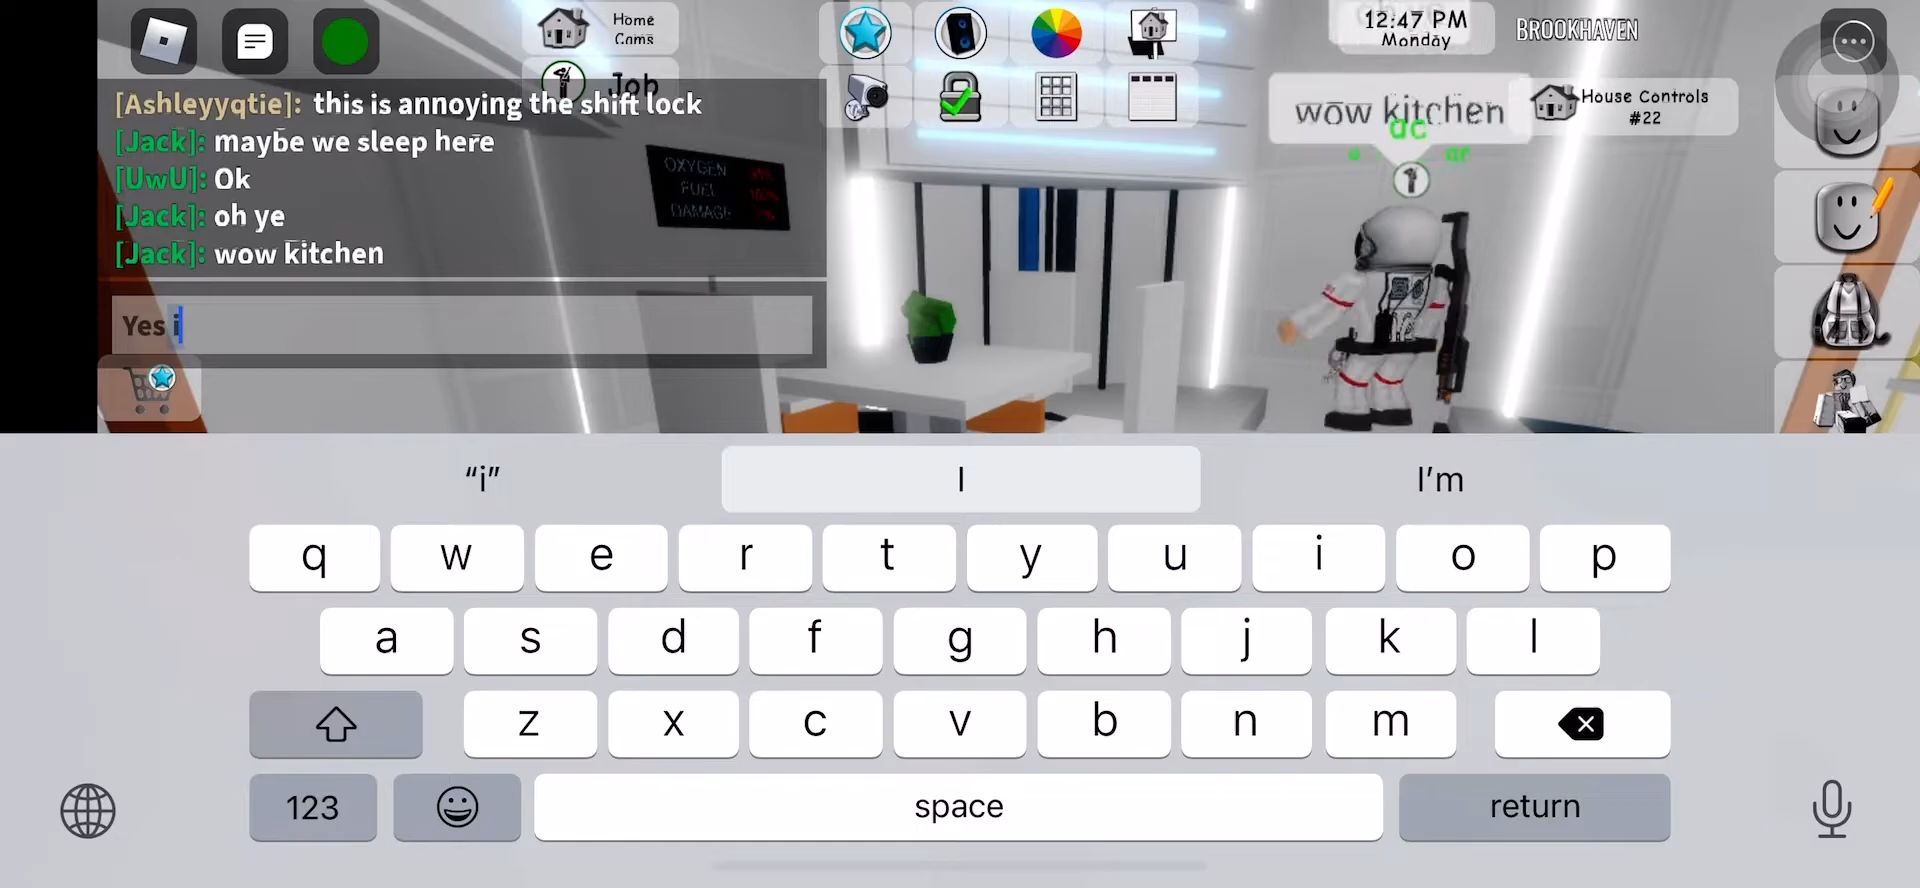 Home
Cams
Job
12:47 PM
Monday
BROOKHAVEN
[Ashleyyqtie]: this is annoying the shift lock
[Jack]: maybe we sleep here
[UwU]: Ok
[Jack]: oh ye
[Jack]: wow kitchen
OXYGEN
FUEL
DAMAGE
wow kitchen
House Controls
#22
Yes i
“i”
I
I’m
q w e r t y u i o p
a s d f g h j k l
z x c v b n m
123
space
return